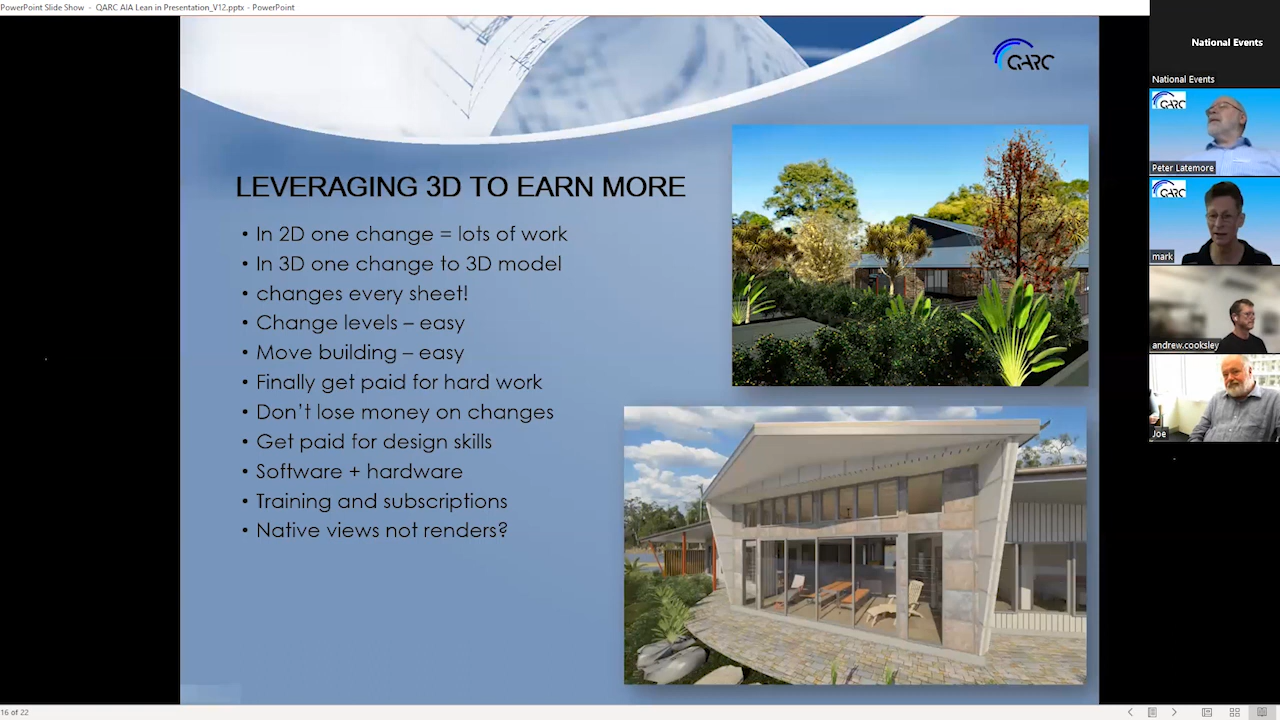 PowerPoint Slide Show - QARC AIA Lean in Presentation_V12.pptx - PowerPoint
QARC
LEVERAGING 3D TO EARN MORE
• In 2D one change = lots of work
• In 3D one change to 3D model
• changes every sheet!
• Change levels – easy
• Move building – easy
• Finally get paid for hard work
• Don't lose money on changes
• Get paid for design skills
• Software + hardware
• Training and subscriptions
• Native views not renders?
National Events
National Events
QARC
Peter Latemore
QARC
mark
andrew.cooksley
Joe
16 of 22